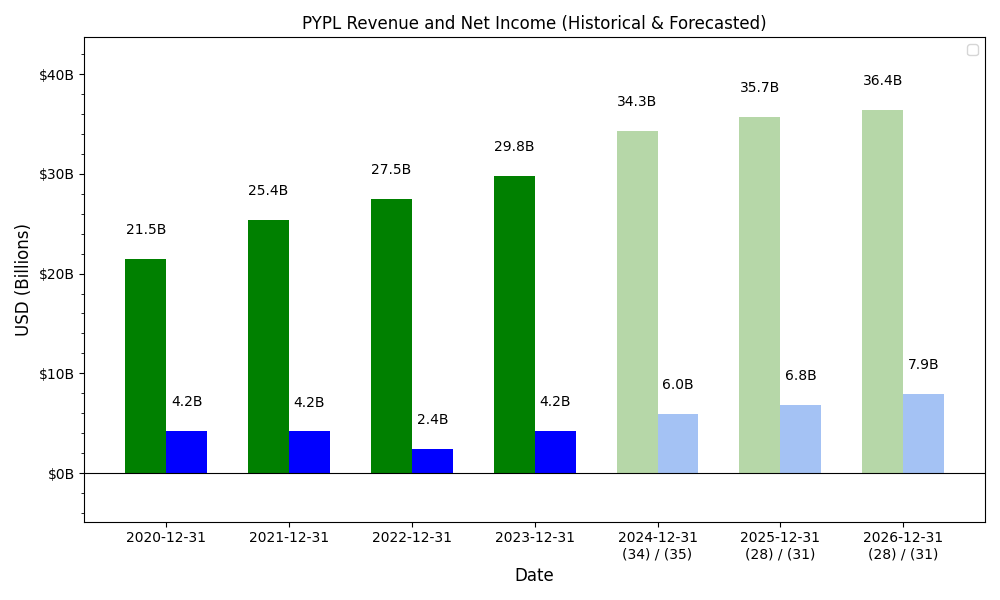 PYPL Revenue and Net Income (Historical & Forecasted)
USD (Billions)
$40B
$30B
$20B
$10B
$0B
21.5B
4.2B
25.4B
4.2B
27.5B
2.4B
29.8B
4.2B
34.3B
6.0B
35.7B
6.8B
36.4B
7.9B
2020-12-31
2021-12-31
2022-12-31
2023-12-31
2024-12-31
(34) / (35)
2025-12-31
(28) / (31)
2026-12-31
(28) / (31)
Date